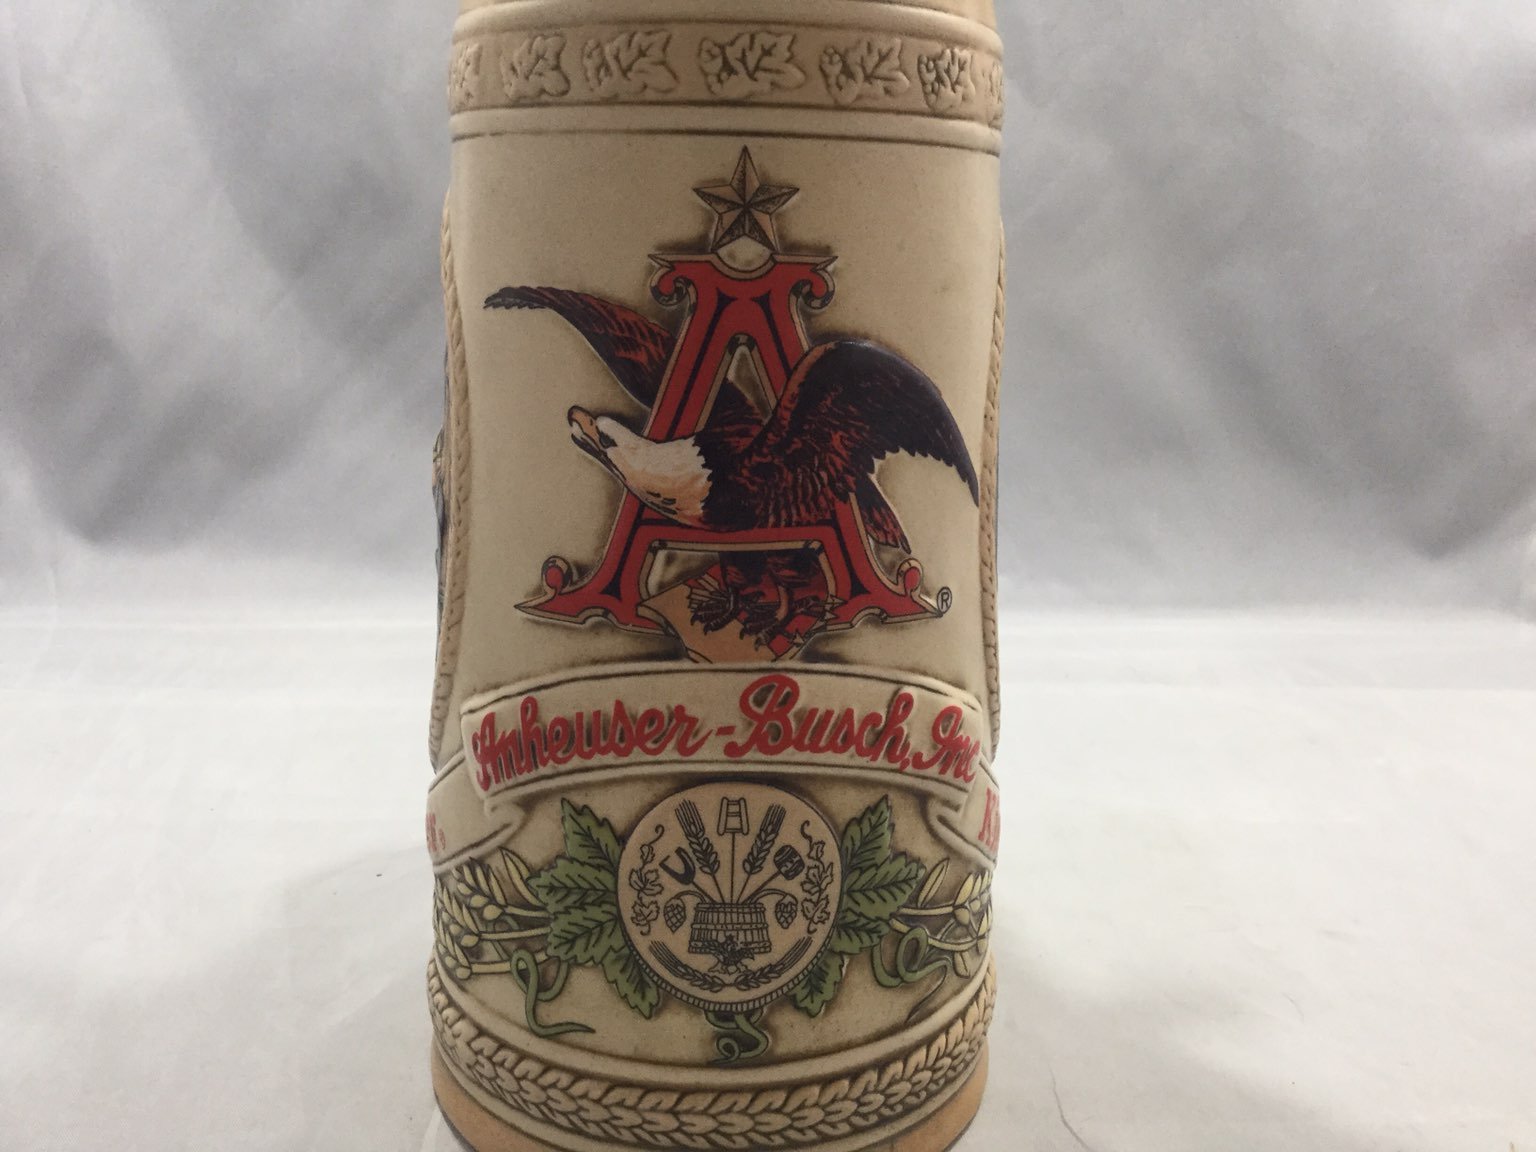 A
®
Anheuser-Busch, Inc